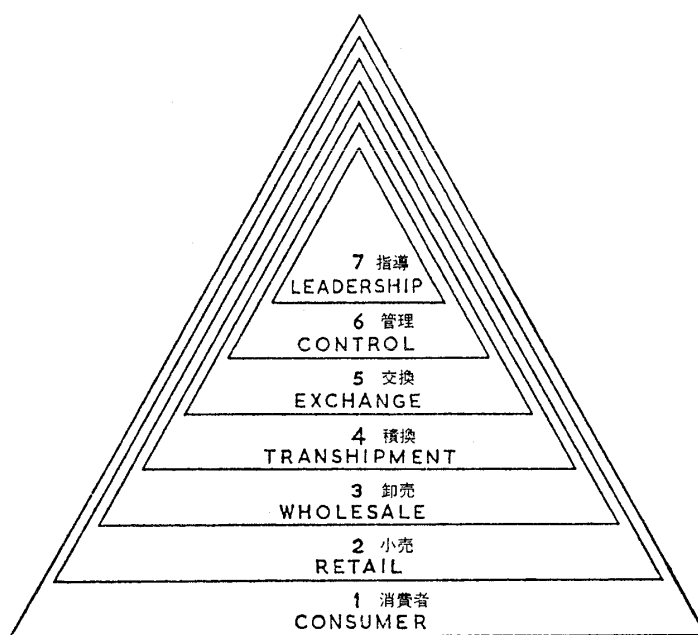 7 指導
LEADERSHIP
6 管理
CONTROL
5 交換
EXCHANGE
4 積換
TRANSHIPMENT
3 卸売
WHOLESALE
2 小売
RETAIL
1 消費者
CONSUMER